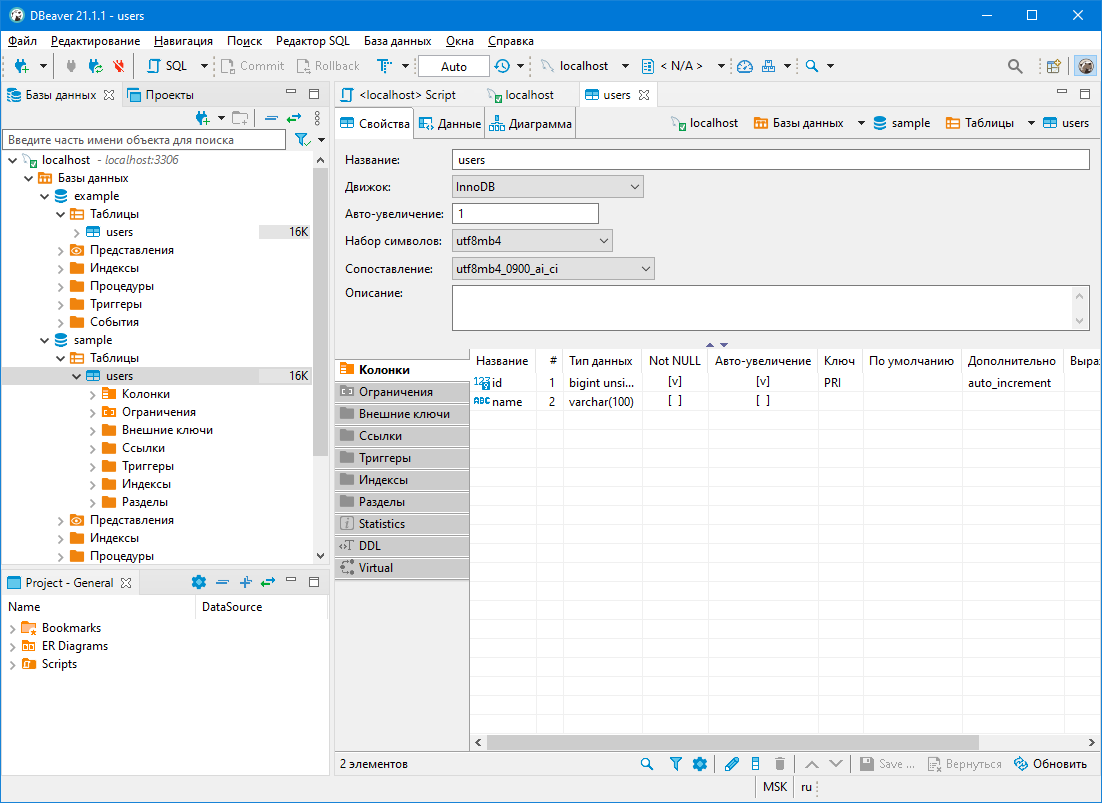 DBeaver 21.1.1 - users
Файл Редактирование Навигация Поиск Редактор SQL База данных Окна Справка
SQL Commit Rollback Auto localhost < N/A >
Базы данных Проекты
<localhost> Script localhost users
Свойства Данные Диаграмма localhost Базы данных sample Таблицы users
Введите часть имени объекта для поиска
localhost - localhost:3306
Базы данных
example
Таблицы
users 16K
Представления
Индексы
Процедуры
Триггеры
События
sample
Таблицы
users 16K
Колонки
Ограничения
Внешние ключи
Ссылки
Триггеры
Индексы
Разделы
Представления
Индексы
Процедуры
Project - General
Name DataSource
Bookmarks
ER Diagrams
Scripts
Название: users
Движок: InnoDB
Авто-увеличение: 1
Набор символов: utf8mb4
Сопоставление: utf8mb4_0900_ai_ci
Описание:
Колонки
Ограничения
Внешние ключи
Ссылки
Триггеры
Индексы
Разделы
Statistics
DDL
Virtual
Название # Тип данных Not NULL Авто-увеличение Ключ По умолчанию Дополнительно Выра
123 id 1 bigint unsi... [v] [v] PRI auto_increment
ABC name 2 varchar(100) [ ] [ ]
2 элементов Save ... Вернуться Обновить
MSK ru